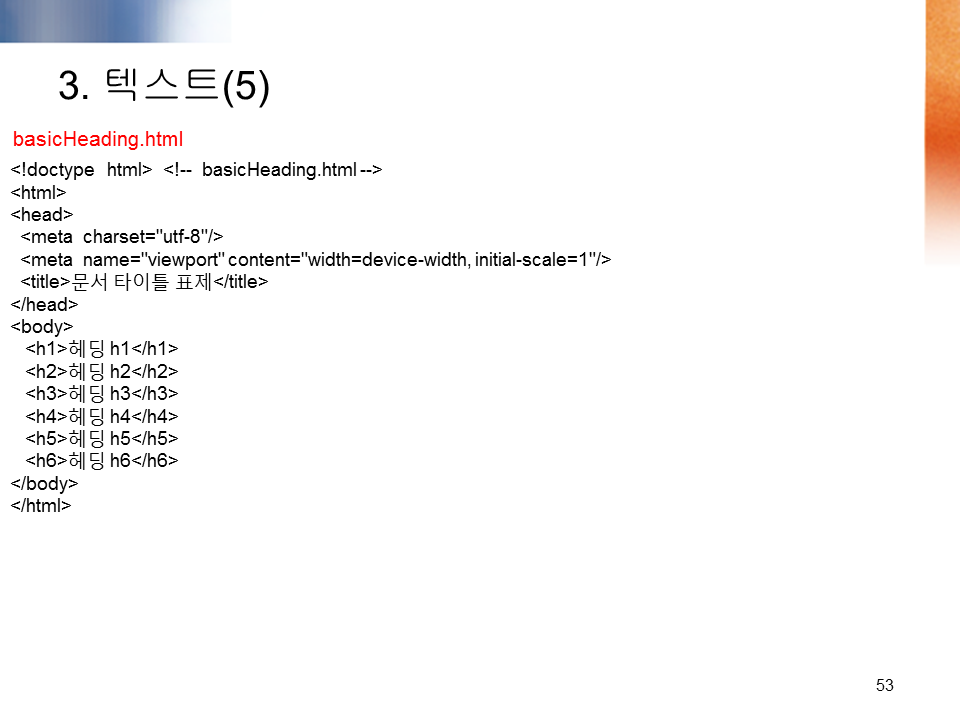 3. 텍스트(5)
basicHeading.html
<!doctype html> <!-- basicHeading.html -->
<html>
<head>
<meta charset="utf-8"/>
<meta name="viewport" content="width=device-width, initial-scale=1"/>
<title>문서 타이틀 표제</title>
</head>
<body>
<h1>헤딩 h1</h1>
<h2>헤딩 h2</h2>
<h3>헤딩 h3</h3>
<h4>헤딩 h4</h4>
<h5>헤딩 h5</h5>
<h6>헤딩 h6</h6>
</body>
</html>
53